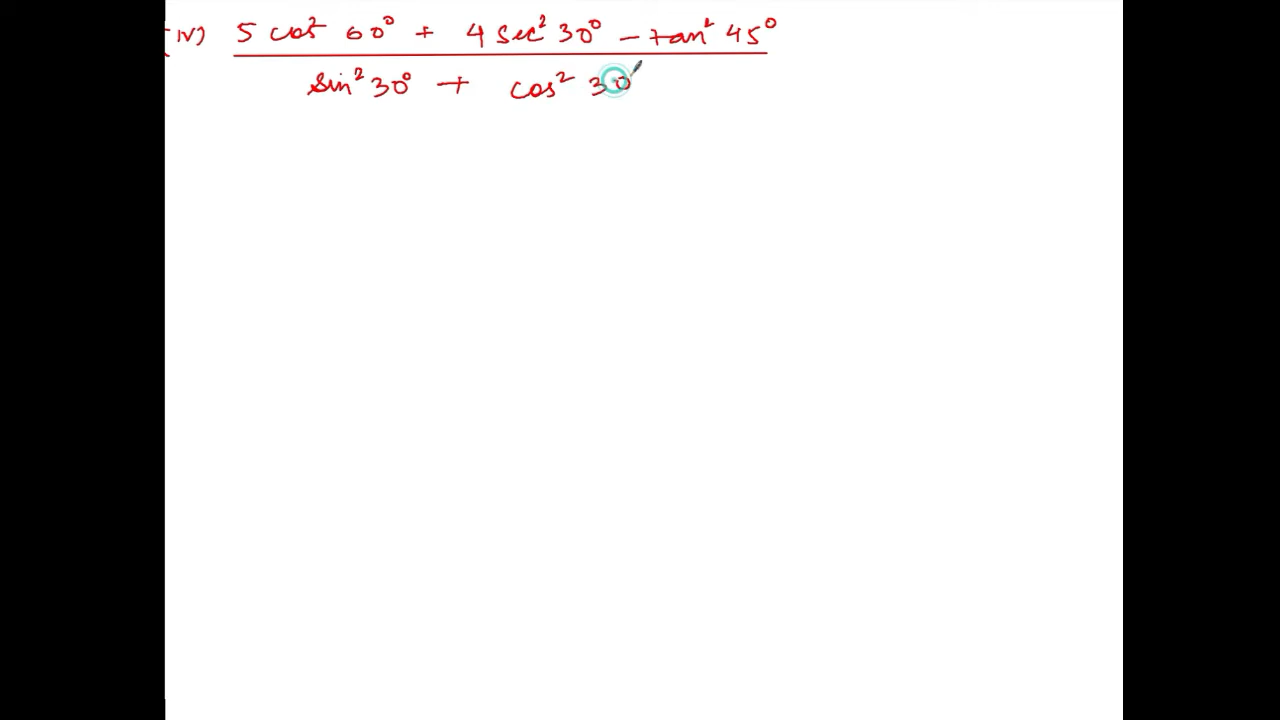 (iv) 5 cos² 60° + 4 sec² 30° – tan² 45°
sin² 30° + cos² 30